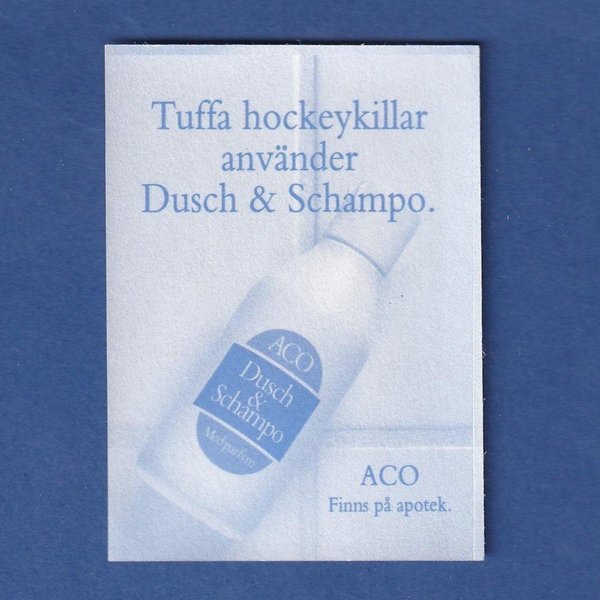 Tuffa hockeykillar
använder
Dusch & Schampo.
ACO
Dusch
&
Schampo
Med parfym
ACO
Finns på apotek.